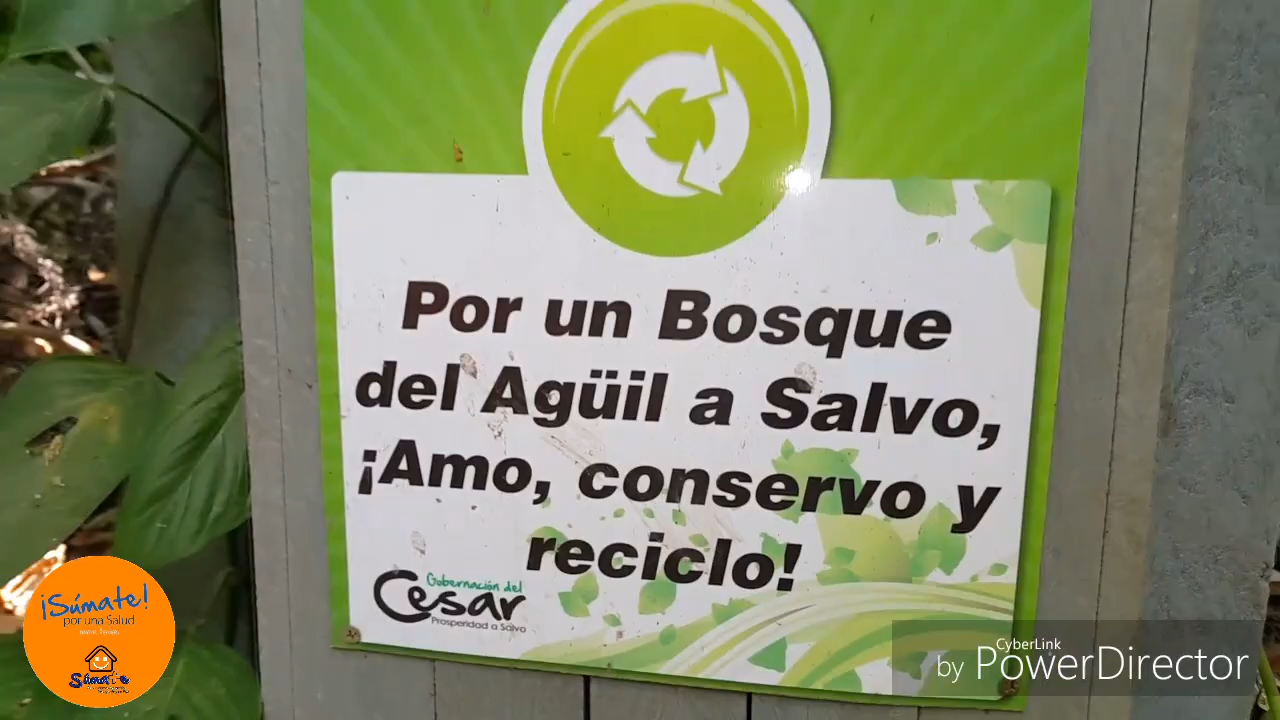 Por un Bosque
del Agüil a Salvo,
¡Amo, conservo y
reciclo!
Gobernación del
Cesar
Prosperidad a Salvo
¡Súmate!
por una Salud
CyberLink
by PowerDirector